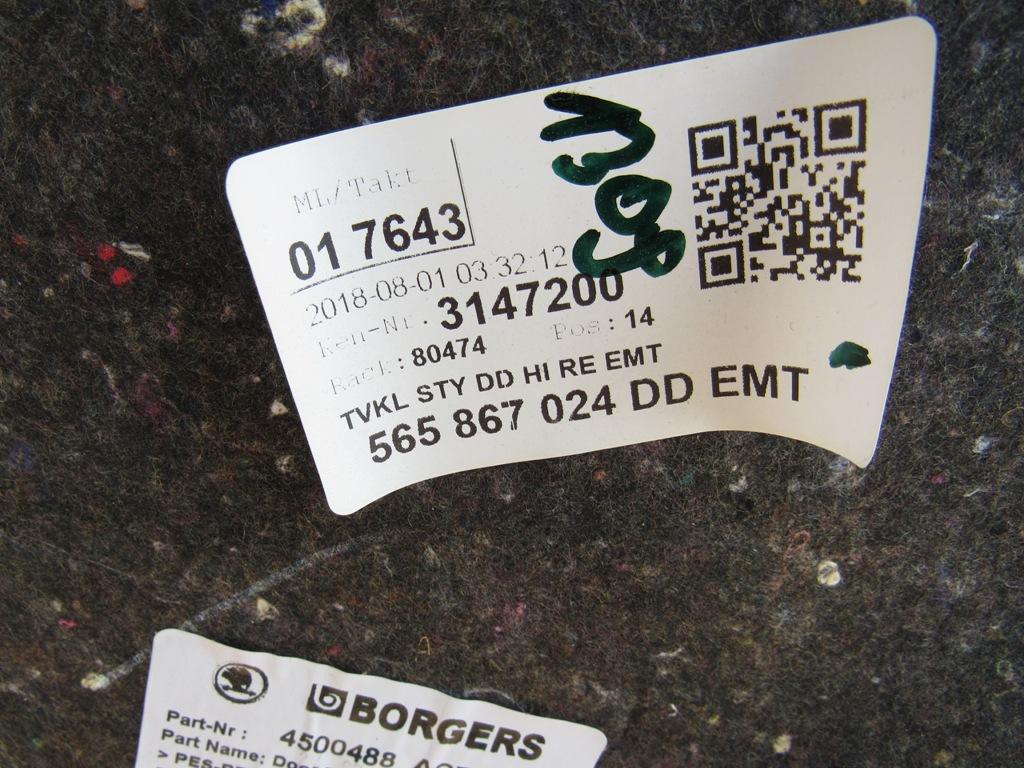 ML/Takt
01 7643
2018-08-01 03:32:12
Ken-Nr. 3147200
Rack: 80474 Pos: 14
TVKL STY DD HI RE EMT
565 867 024 DD EMT
BORGERS
Part-Nr : 4500488
Part Name: